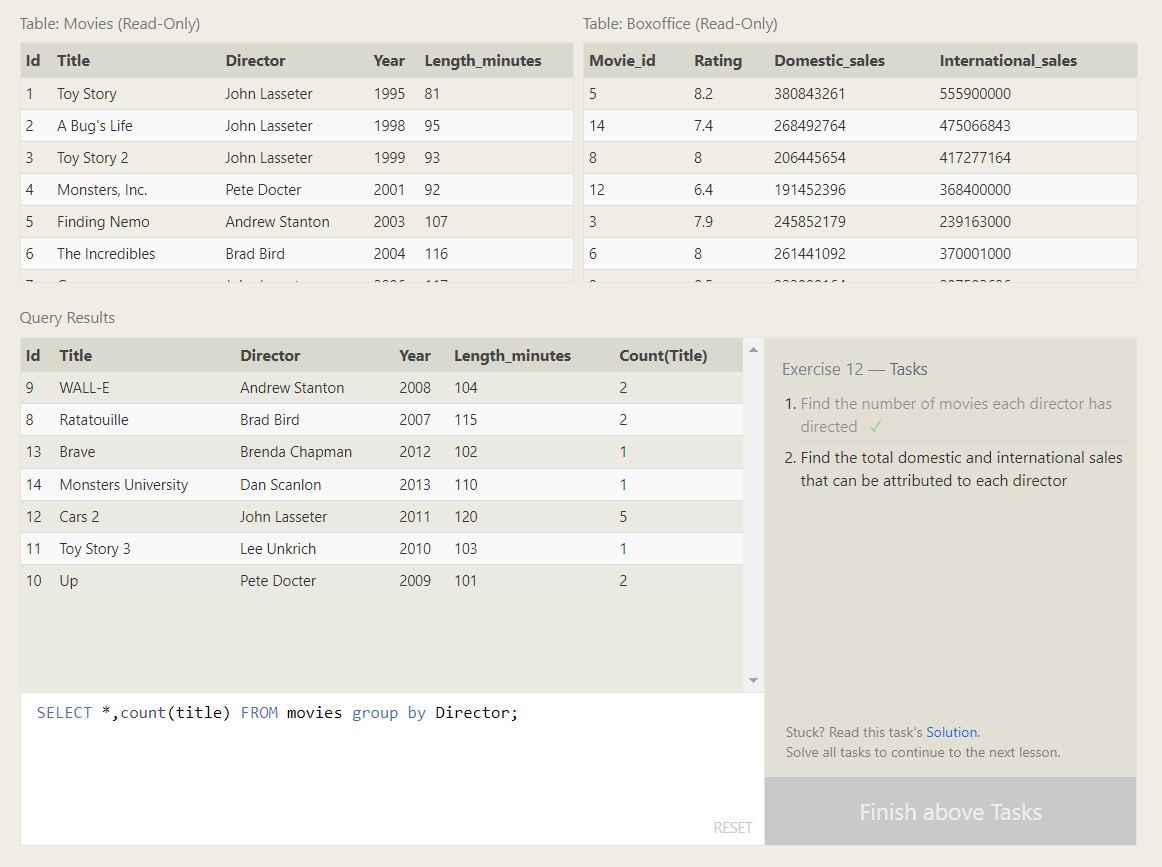 Table: Movies (Read-Only)
Id Title Director Year Length_minutes
1 Toy Story John Lasseter 1995 81
2 A Bug's Life John Lasseter 1998 95
3 Toy Story 2 John Lasseter 1999 93
4 Monsters, Inc. Pete Docter 2001 92
5 Finding Nemo Andrew Stanton 2003 107
6 The Incredibles Brad Bird 2004 116
Table: Boxoffice (Read-Only)
Movie_id Rating Domestic_sales International_sales
5 8.2 380843261 555900000
14 7.4 268492764 475066843
8 8 206445654 417277164
12 6.4 191452396 368400000
3 7.9 245852179 239163000
6 8 261441092 370001000
Query Results
Id Title Director Year Length_minutes Count(Title)
9 WALL-E Andrew Stanton 2008 104 2
8 Ratatouille Brad Bird 2007 115 2
13 Brave Brenda Chapman 2012 102 1
14 Monsters University Dan Scanlon 2013 110 1
12 Cars 2 John Lasseter 2011 120 5
11 Toy Story 3 Lee Unkrich 2010 103 1
10 Up Pete Docter 2009 101 2
SELECT *,count(title) FROM movies group by Director;
RESET
Exercise 12 — Tasks
1. Find the number of movies each director has
directed ✓
2. Find the total domestic and international sales
that can be attributed to each director
Stuck? Read this task's Solution.
Solve all tasks to continue to the next lesson.
Finish above Tasks